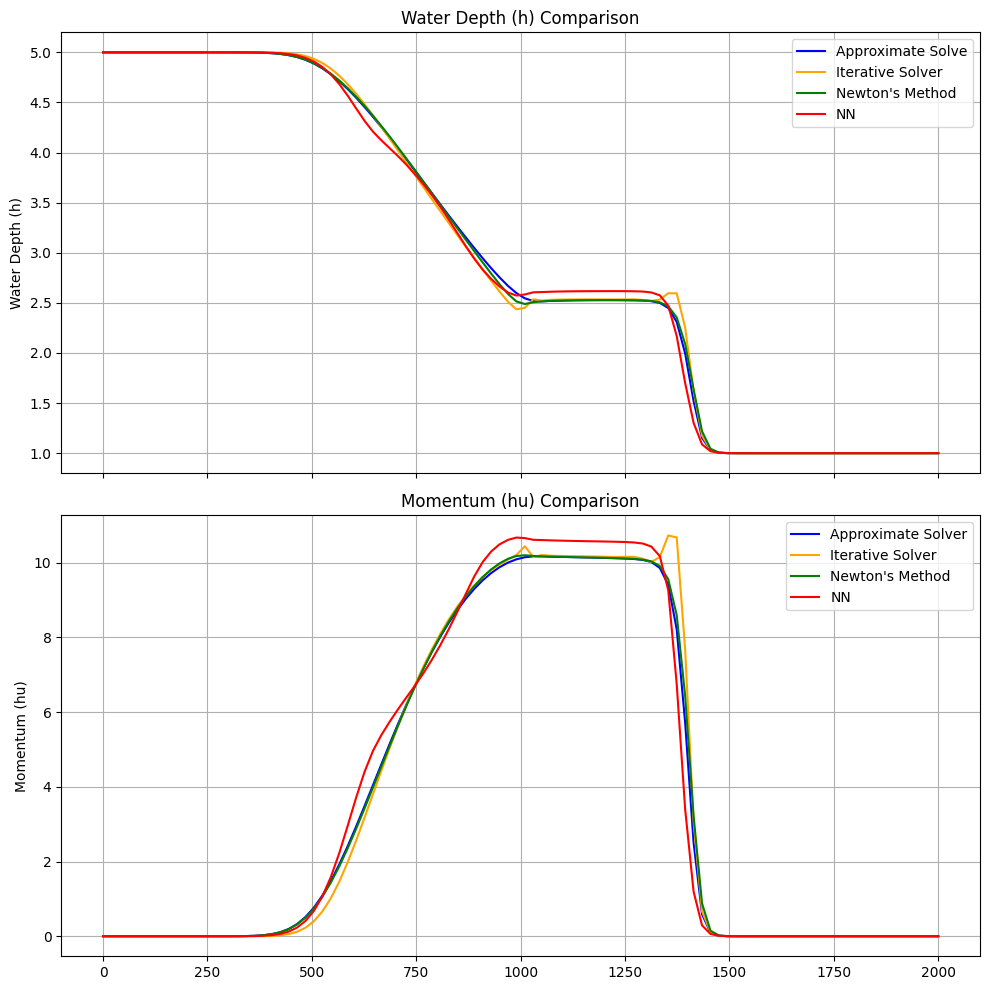 Water Depth (h) Comparison
Water Depth (h)
5.0
4.5
4.0
3.5
3.0
2.5
2.0
1.5
1.0
Approximate Solve
Iterative Solver
Newton's Method
NN
Momentum (hu) Comparison
Momentum (hu)
10
8
6
4
2
0
Approximate Solver
Iterative Solver
Newton's Method
NN
0 250 500 750 1000 1250 1500 1750 2000